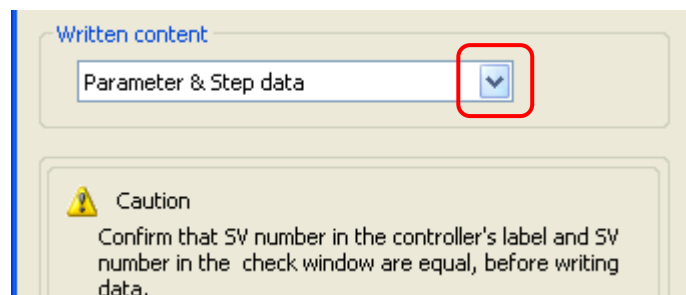 Written content
Parameter & Step data
Caution
Confirm that SV number in the controller's label and SV
number in the check window are equal, before writing
data.